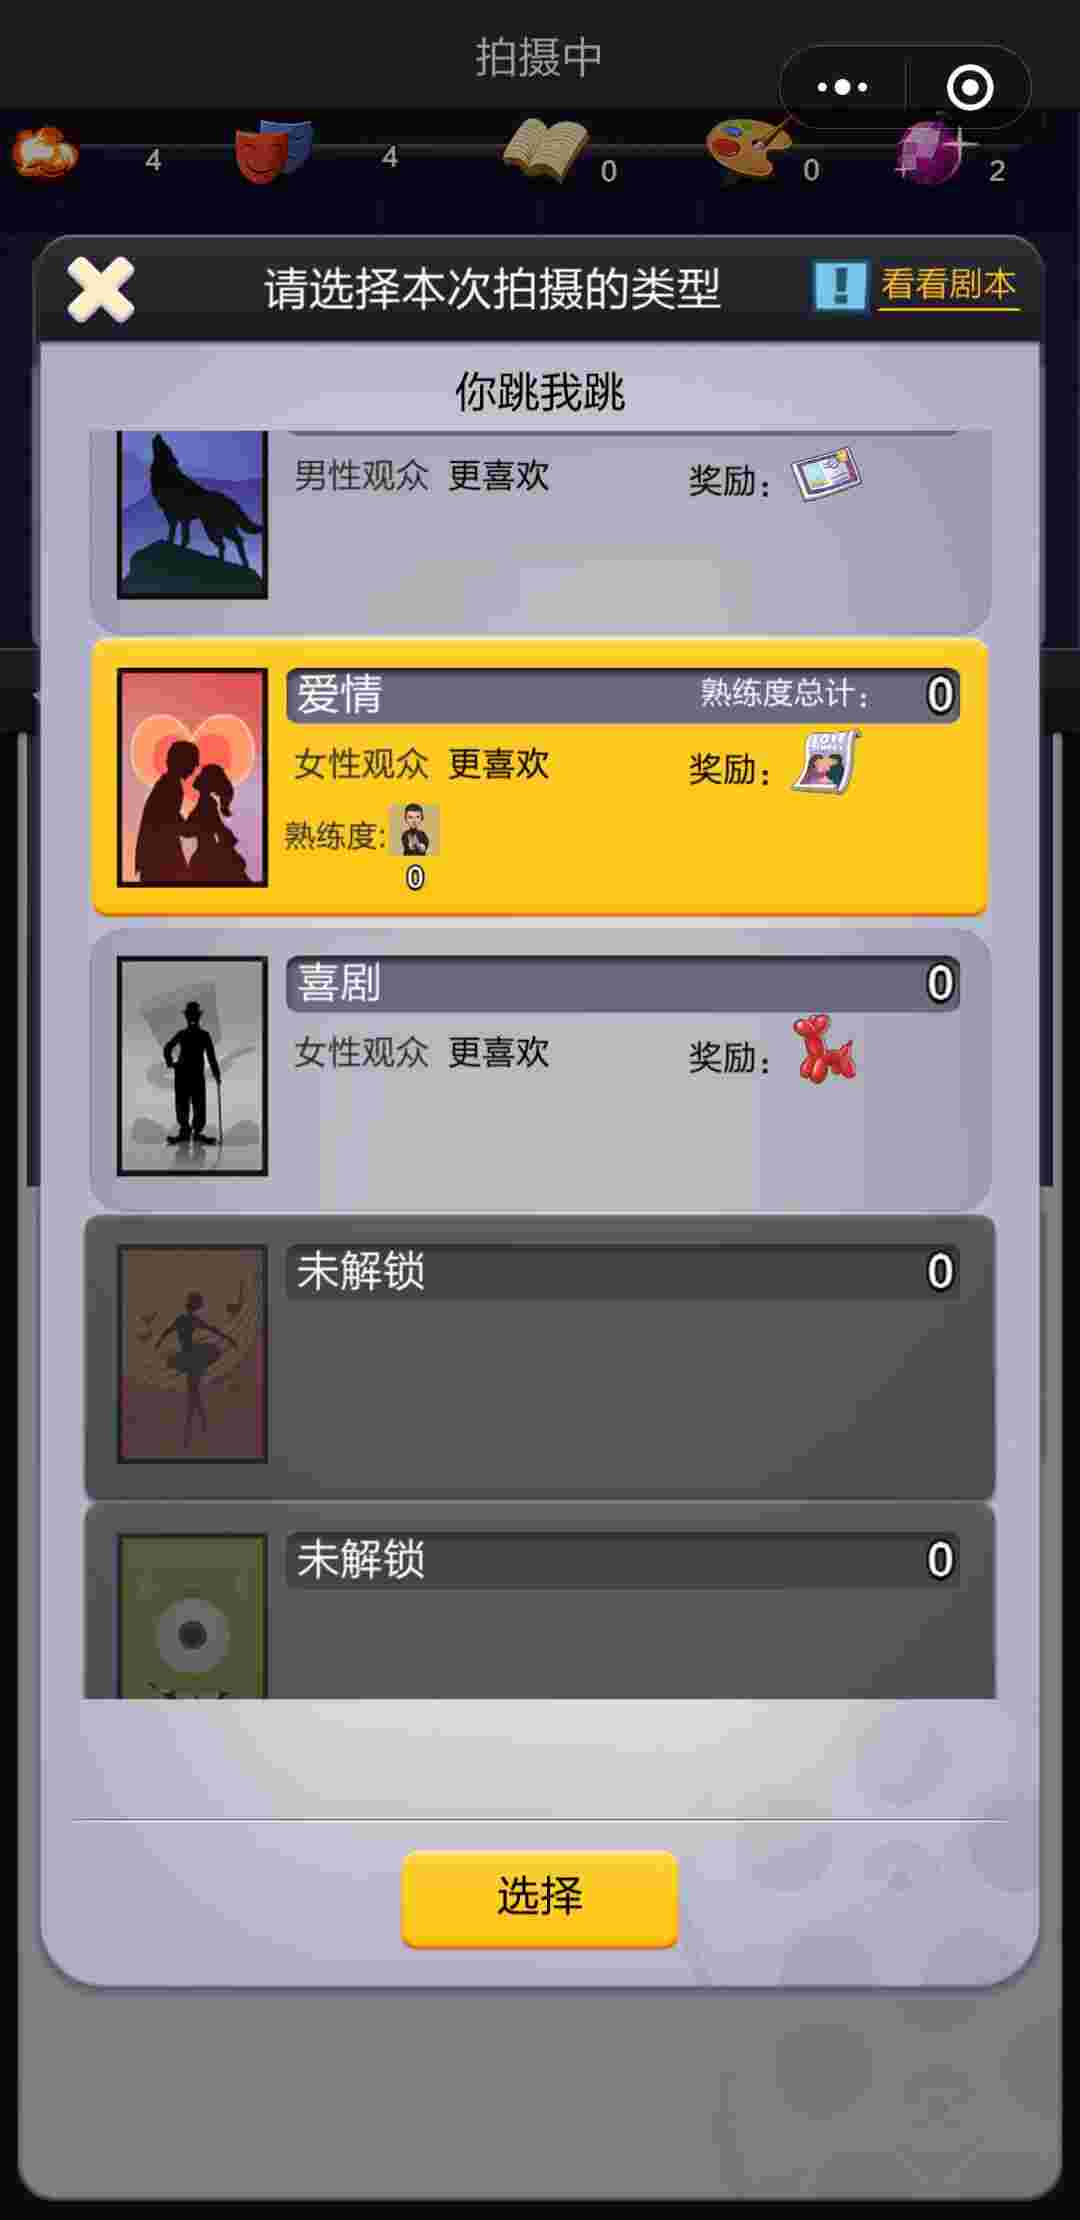 拍摄中
4 4 0 0 2
请选择本次拍摄的类型
看看剧本
你跳我跳
男性观众 更喜欢 奖励：
爱情 熟练度总计： 0
女性观众 更喜欢 奖励：
熟练度:
0
喜剧 0
女性观众 更喜欢 奖励：
未解锁 0
未解锁 0
选择